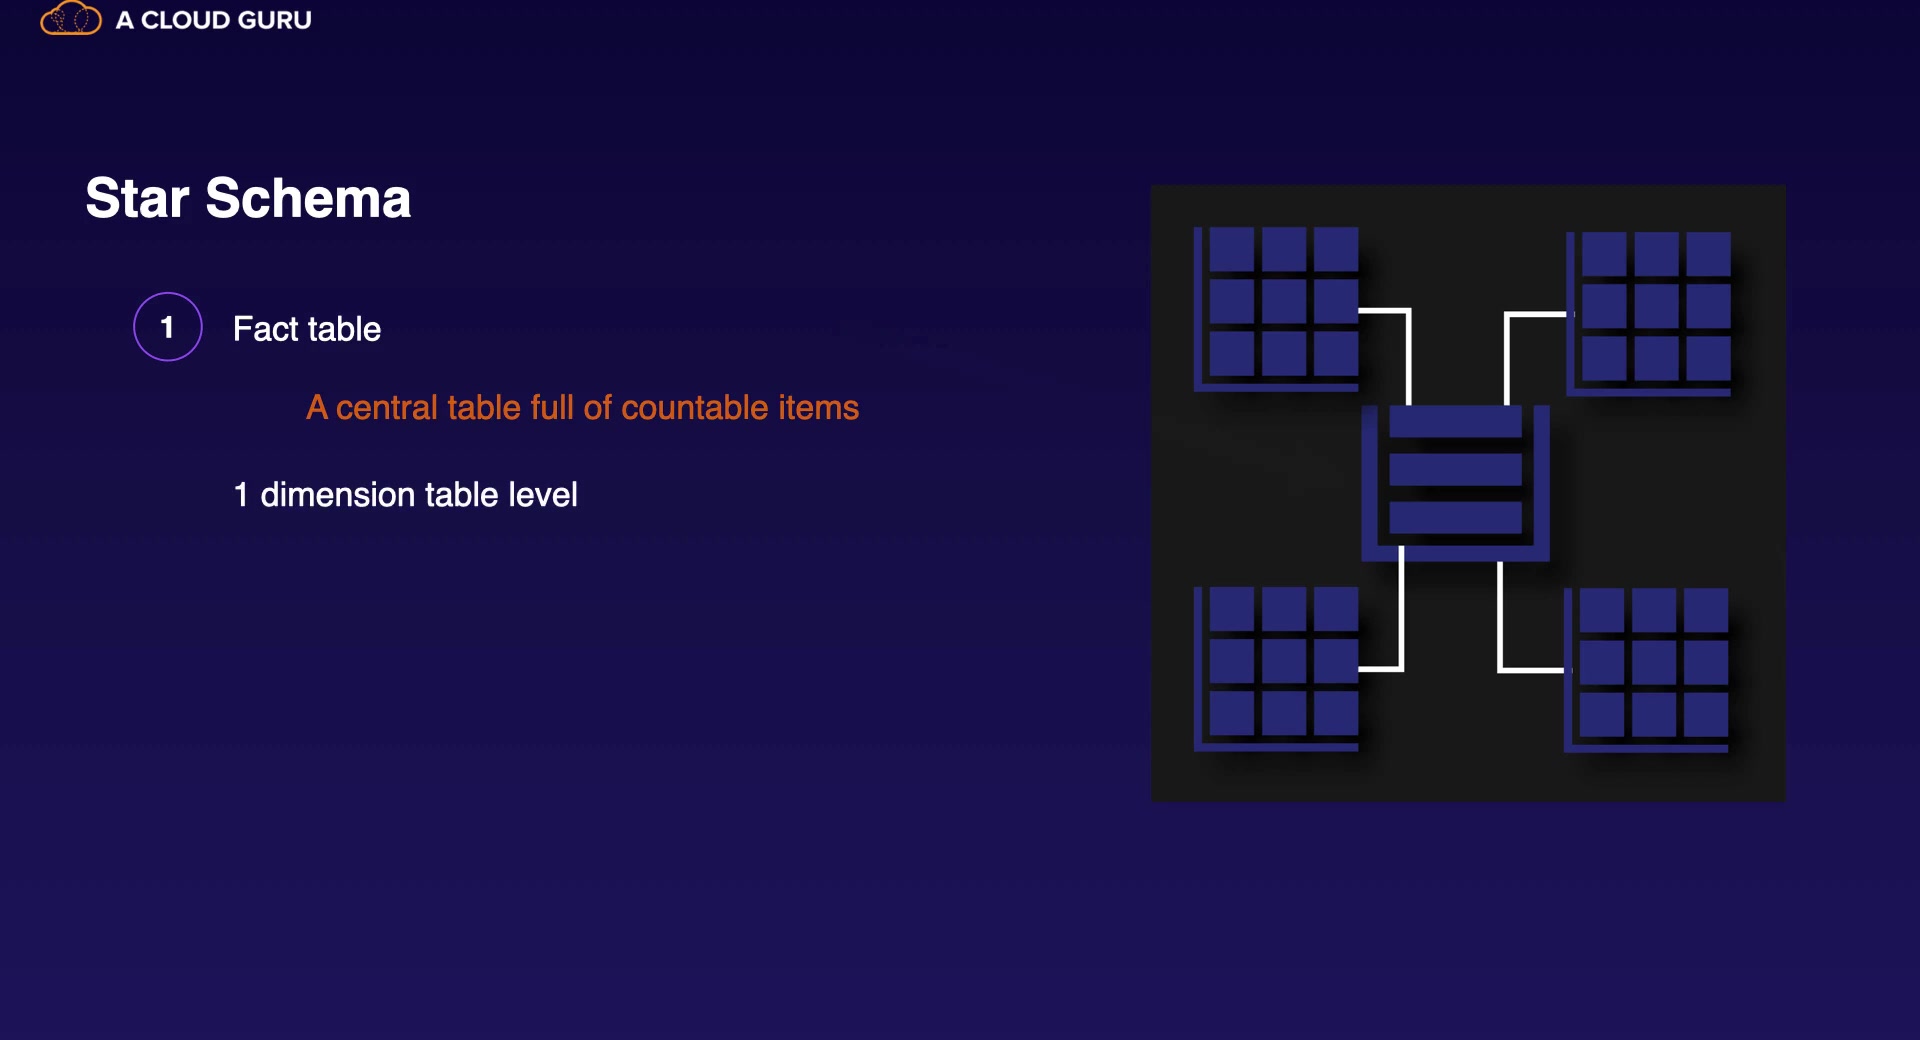 A CLOUD GURU
Star Schema
1 Fact table
A central table full of countable items
1 dimension table level